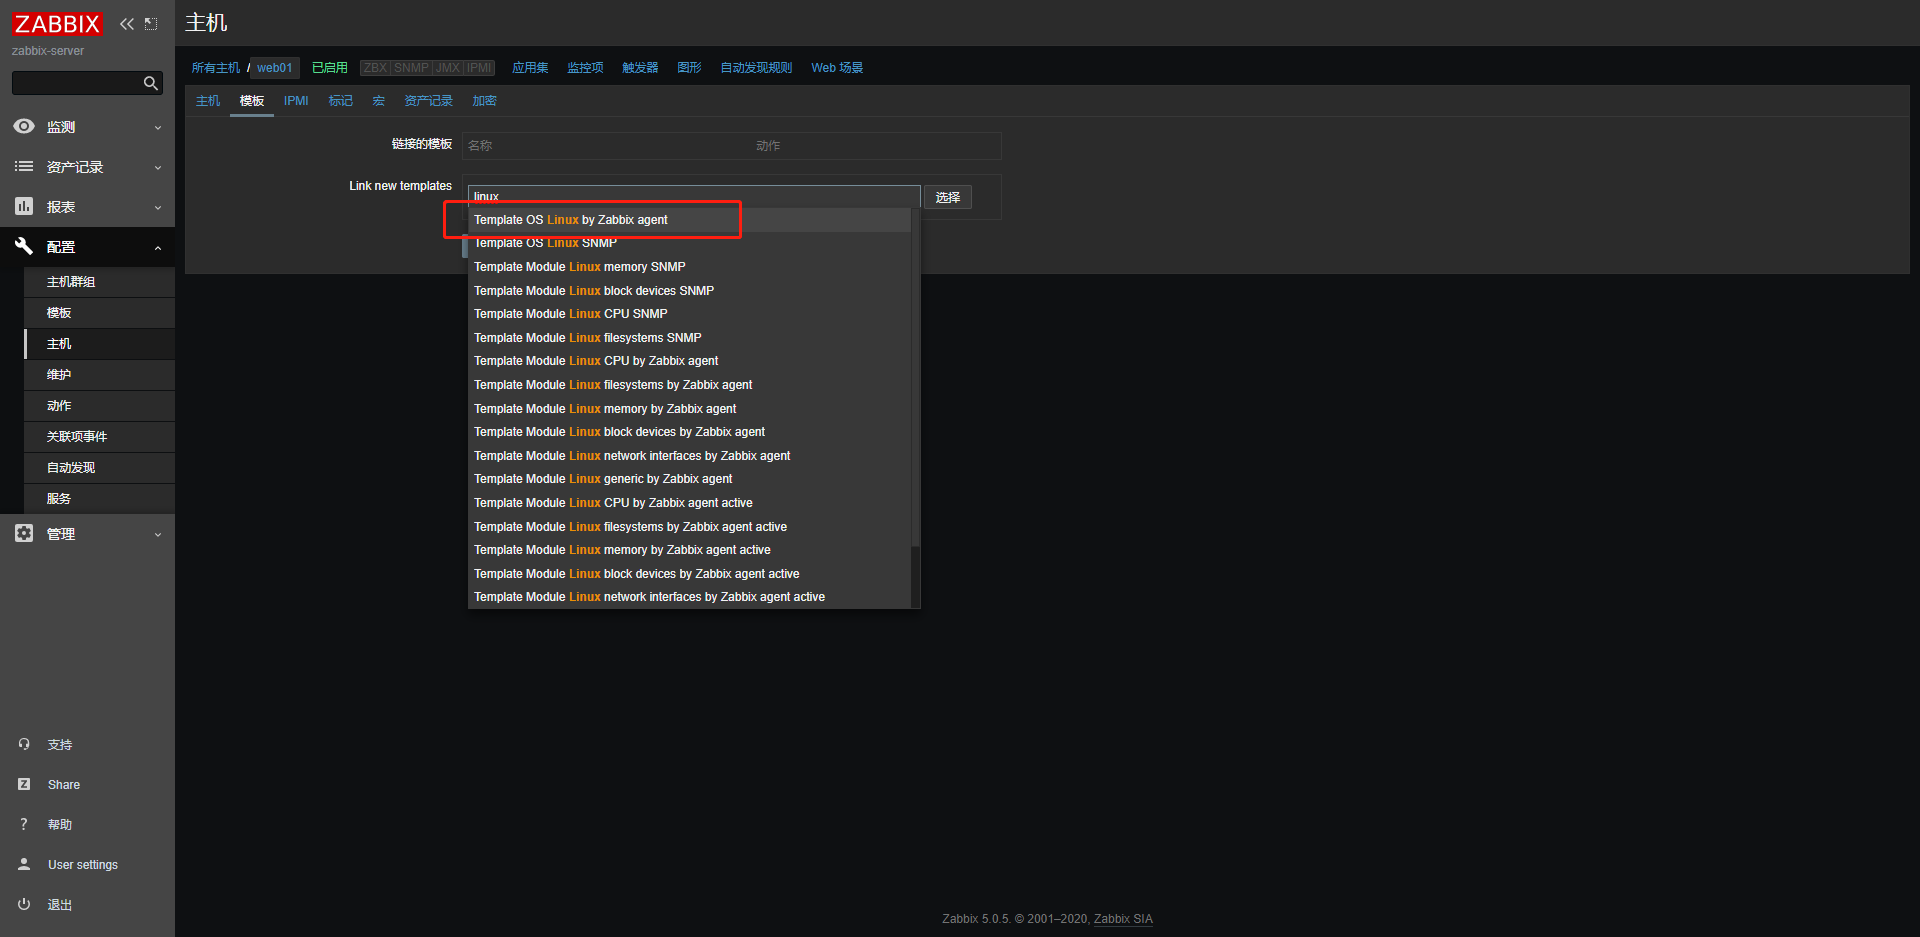 ZABBIX
zabbix-server
监测
资产记录
报表
配置
主机群组
模板
主机
维护
动作
关联项事件
自动发现
服务
管理
支持
Share
帮助
User settings
退出
主机
所有主机 / web01 已启用 ZBX SNMP JMX IPMI 应用集 监控项 触发器 图形 自动发现规则 Web 场景
主机 模板 IPMI 标记 宏 资产记录 加密
链接的模板 名称 动作
Link new templates linux 选择
Template OS Linux by Zabbix agent
Template OS Linux SNMP
Template Module Linux memory SNMP
Template Module Linux block devices SNMP
Template Module Linux CPU SNMP
Template Module Linux filesystems SNMP
Template Module Linux CPU by Zabbix agent
Template Module Linux filesystems by Zabbix agent
Template Module Linux memory by Zabbix agent
Template Module Linux block devices by Zabbix agent
Template Module Linux network interfaces by Zabbix agent
Template Module Linux generic by Zabbix agent
Template Module Linux CPU by Zabbix agent active
Template Module Linux filesystems by Zabbix agent active
Template Module Linux memory by Zabbix agent active
Template Module Linux block devices by Zabbix agent active
Template Module Linux network interfaces by Zabbix agent active
Zabbix 5.0.5. © 2001–2020, Zabbix SIA